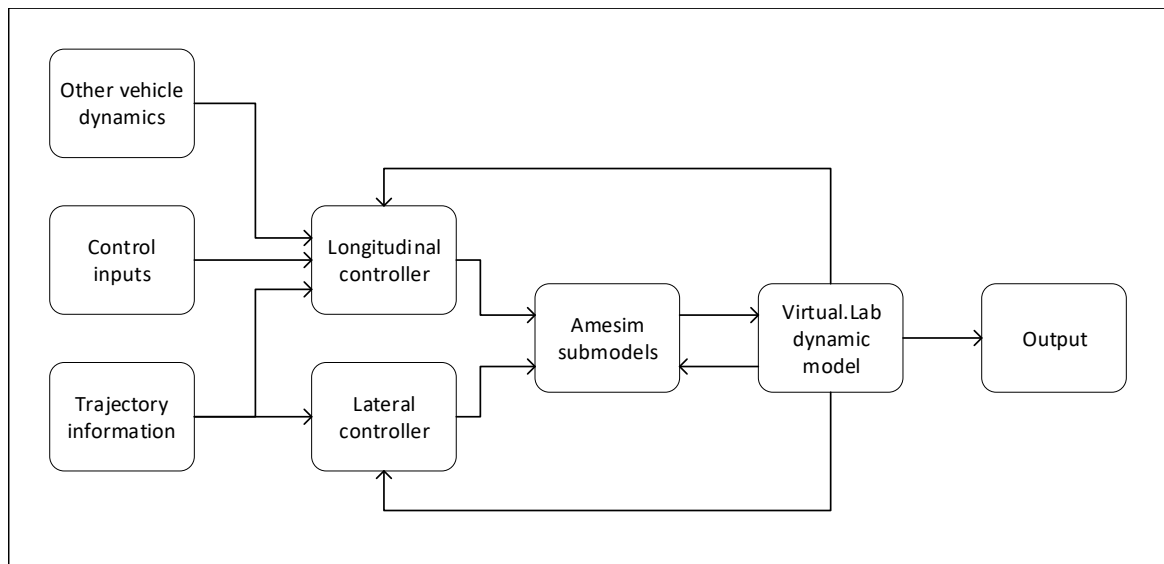 Other vehicle
dynamics
Control
inputs
Trajectory
information
Longitudinal
controller
Lateral
controller
Amesim
submodels
Virtual.Lab
dynamic
model
Output